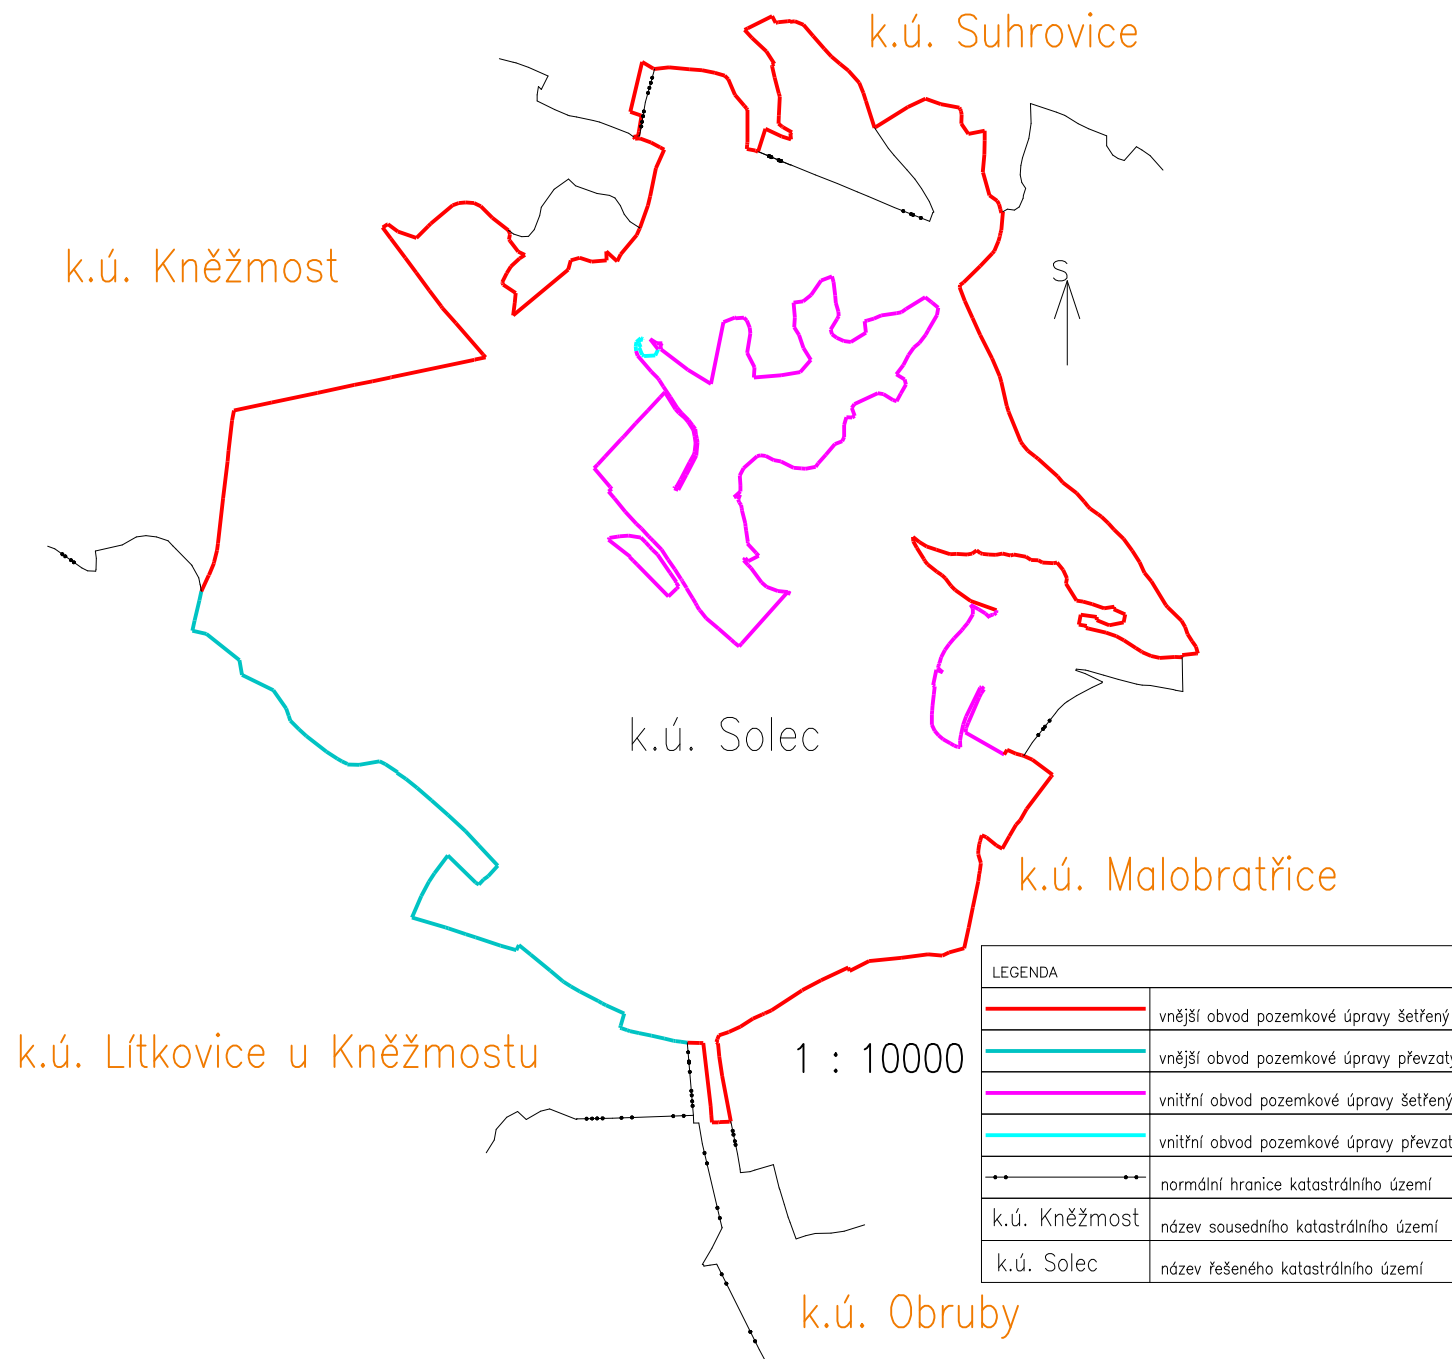 k.ú. Suhrovice
k.ú. Kněžmost
S
k.ú. Solec
k.ú. Malobratřice
k.ú. Lítkovice u Kněžmostu
1 : 10000
LEGENDA
vnější obvod pozemkové úpravy šetřený
vnější obvod pozemkové úpravy převzatý
vnitřní obvod pozemkové úpravy šetřený
vnitřní obvod pozemkové úpravy převzat
normální hranice katastrálního území
k.ú. Kněžmost název sousedního katastrálního území
k.ú. Solec název řešeného katastrálního území
k.ú. Obruby